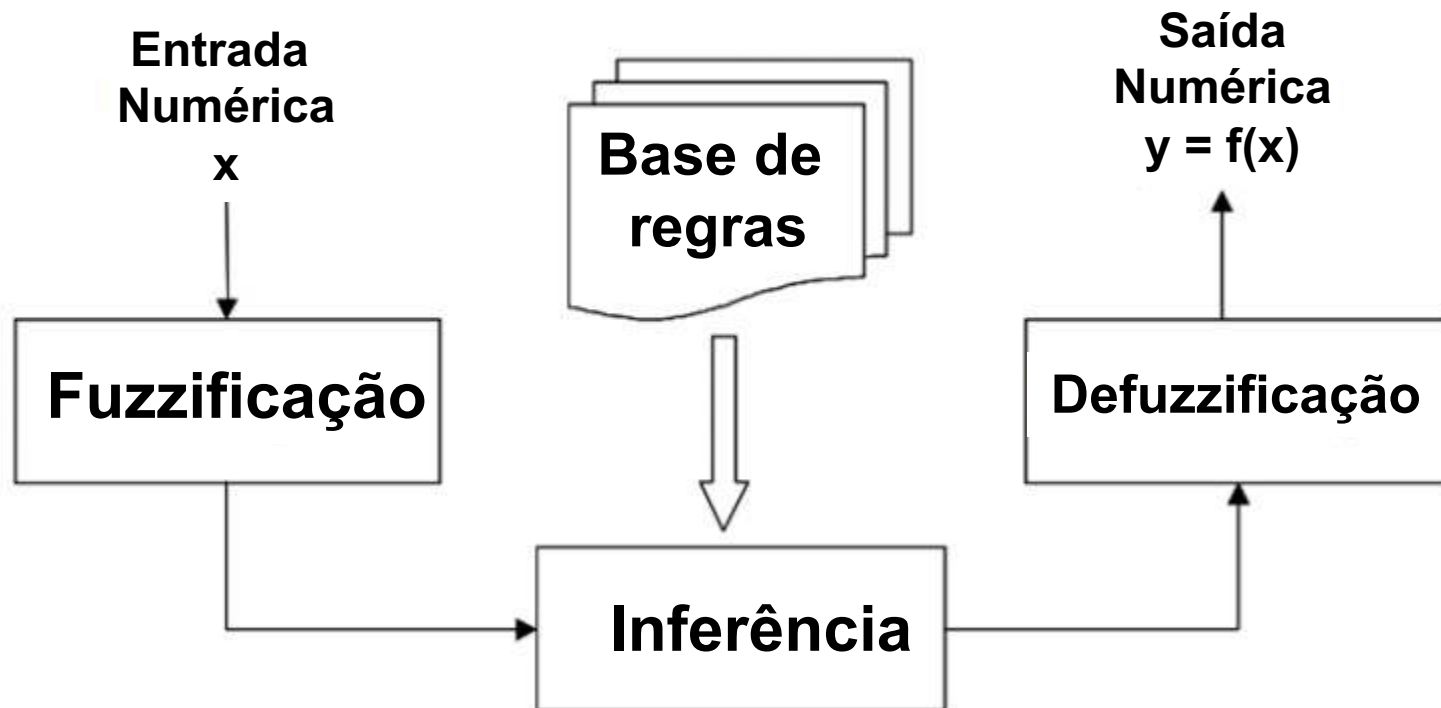 Entrada
Numérica
x
Base de
regras
Saída
Numérica
y = f(x)
Fuzzificação
Defuzzificação
Inferência